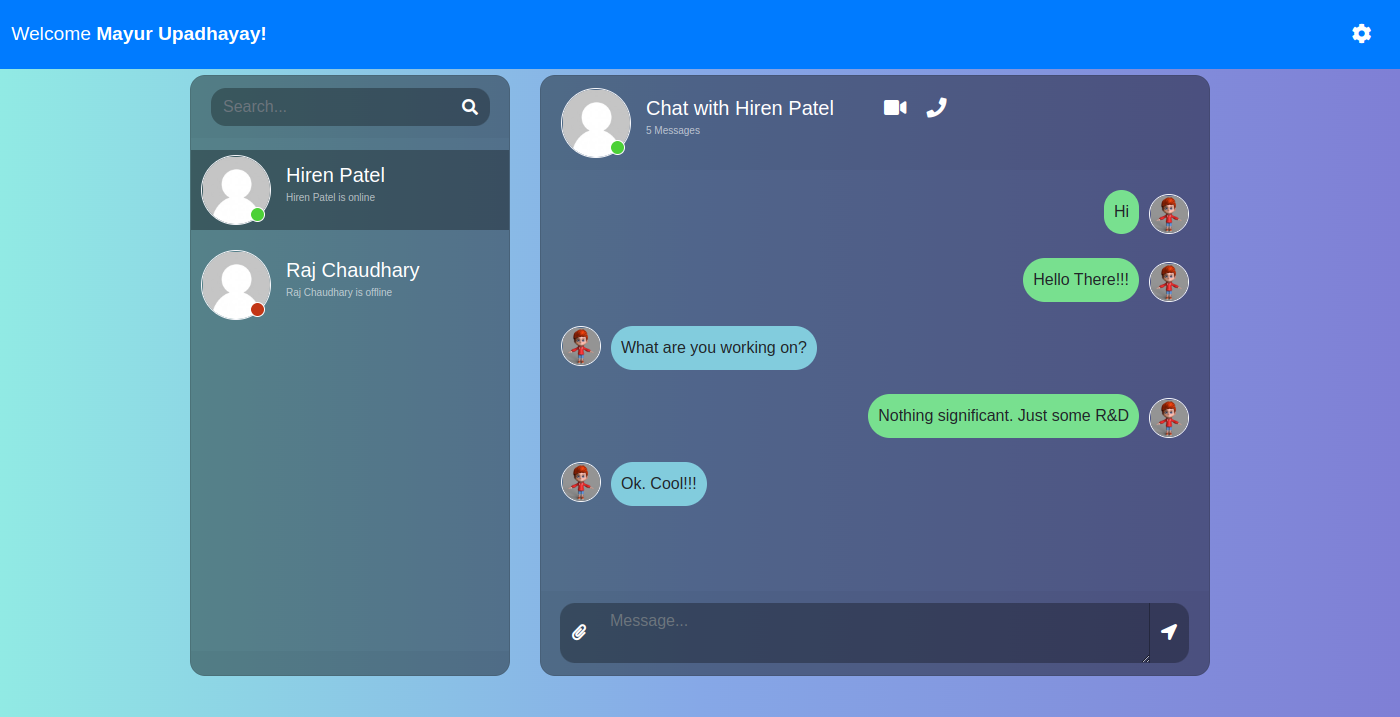 Welcome Mayur Upadhayay!
Search...
Hiren Patel
Hiren Patel is online
Raj Chaudhary
Raj Chaudhary is offline
Chat with Hiren Patel
5 Messages
Hi
Hello There!!!
What are you working on?
Nothing significant. Just some R&D
Ok. Cool!!!
Message...